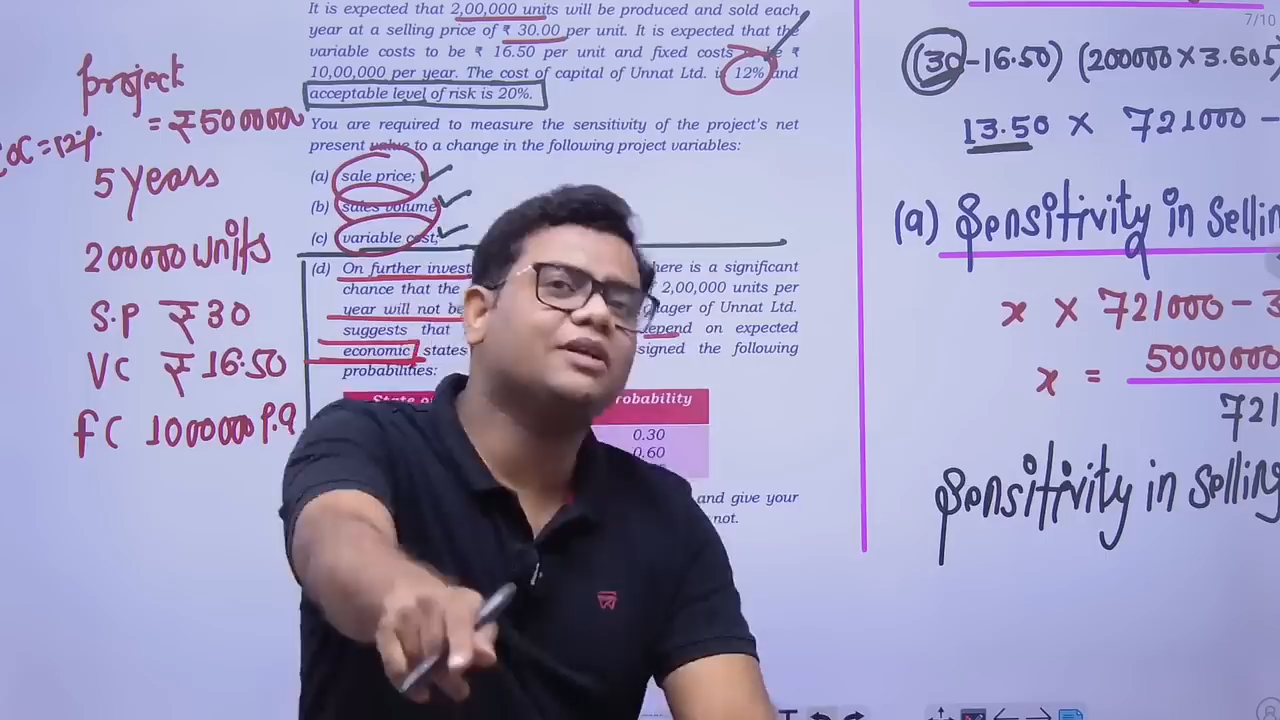 It is expected that 2,00,000 units will be produced and sold each
year at a selling price of ₹ 30.00 per unit. It is expected that the
variable costs to be ₹ 16.50 per unit and fixed costs be ₹
10,00,000 per year. The cost of capital of Unnat Ltd. is 12% and
acceptable level of risk is 20%.
You are required to measure the sensitivity of the project's net
present value to a change in the following project variables:
(a) sale price;
(b) sales volume;
(c) variable cost;
(d) On further invest here is a significant
chance that the 2,00,000 units per
year will not be ager of Unnat Ltd.
suggests that depend on expected
economic states signed the following
probabilities:
State o robability
0.30
0.60
and give your
not.
project
= ₹500000
CoC = 12%
5 years
200000 units
S.P ₹ 30
VC ₹ 16.50
FC 1000000 P.a
7/10
(30-16.50) (200000 × 3.605)
13.50 × 721000 -
(a) Sensitivity in Sellin
x × 721000 - 3
x = 5000000
721
Sensitivity in Selling